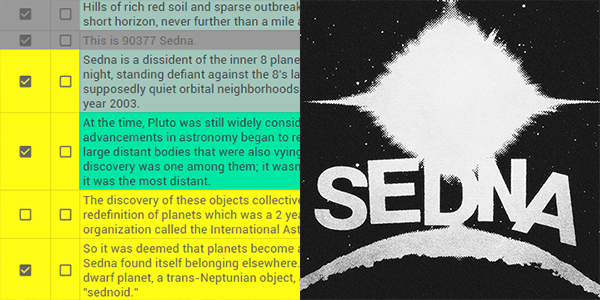 Hills of rich red soil and sparse outbreak
short horizon, never further than a mile a
This is 90377 Sedna.
Sedna is a dissident of the inner 8 plane
night, standing defiant against the 8's la
supposedly quiet orbital neighborhoods
year 2003.
At the time, Pluto was still widely consid
advancements in astronomy began to re
large distant bodies that were also vying
discovery was one among them; it wasn
it was the most distant.
The discovery of these objects collective
redefinition of planets which was a 2 yea
organization called the International Ast
So it was deemed that planets become a
Sedna found itself belonging elsewhere.
dwarf planet, a trans-Neptunian object,
"sednoid."
SEDNA